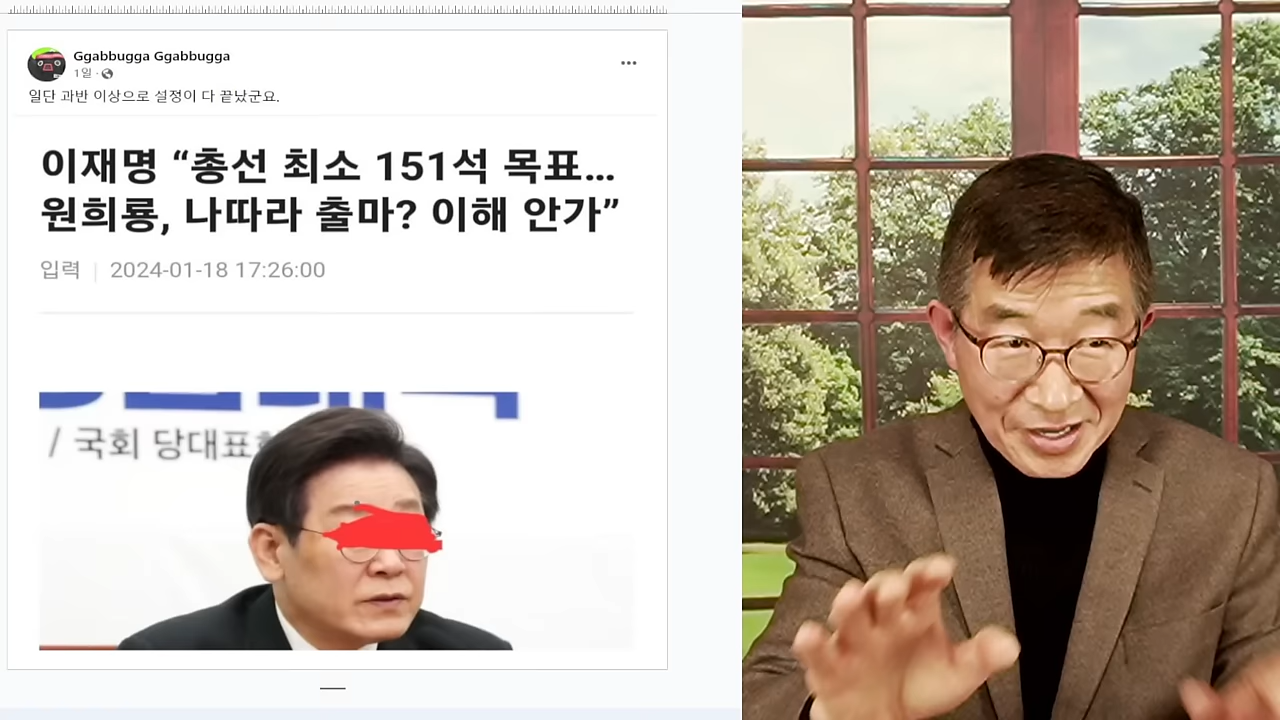 Ggabbugga Ggabbugga
1일 ·
일단 과반 이상으로 설정이 다 끝났군요.
이재명 “총선 최소 151석 목표…
원희룡, 나따라 출마? 이해 안가”
입력 | 2024-01-18 17:26:00
/ 국회 당대표